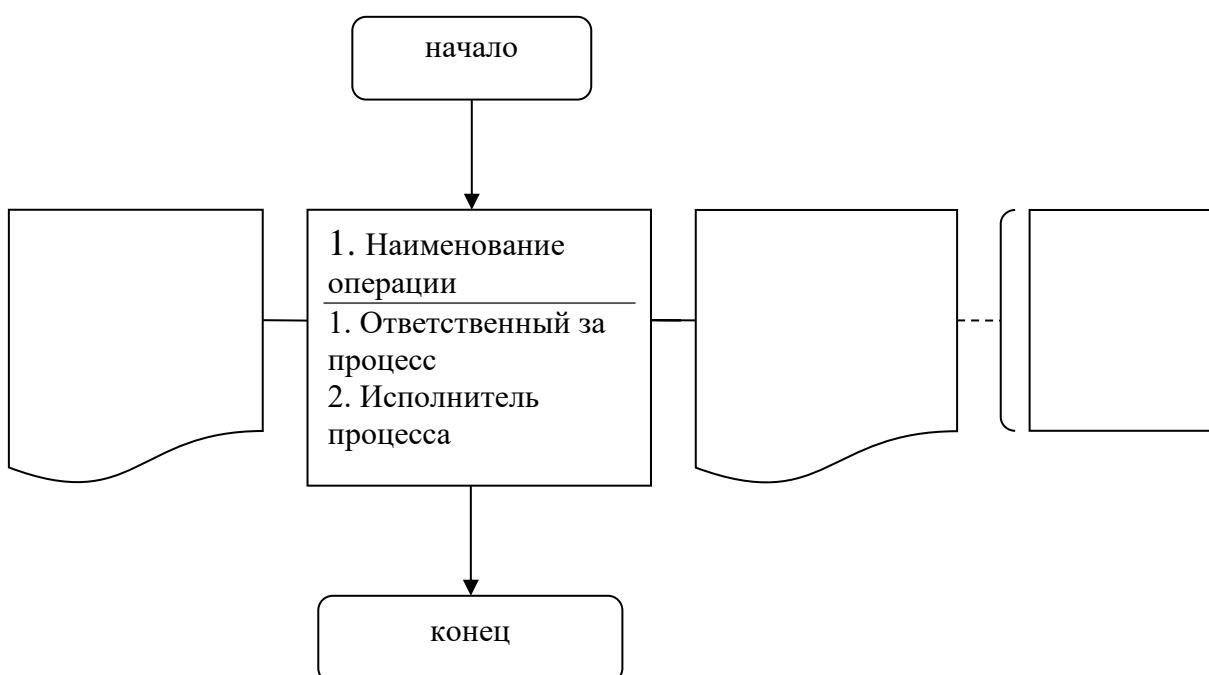 начало
1. Наименование
операции
1. Ответственный за
процесс
2. Исполнитель
процесса
конец